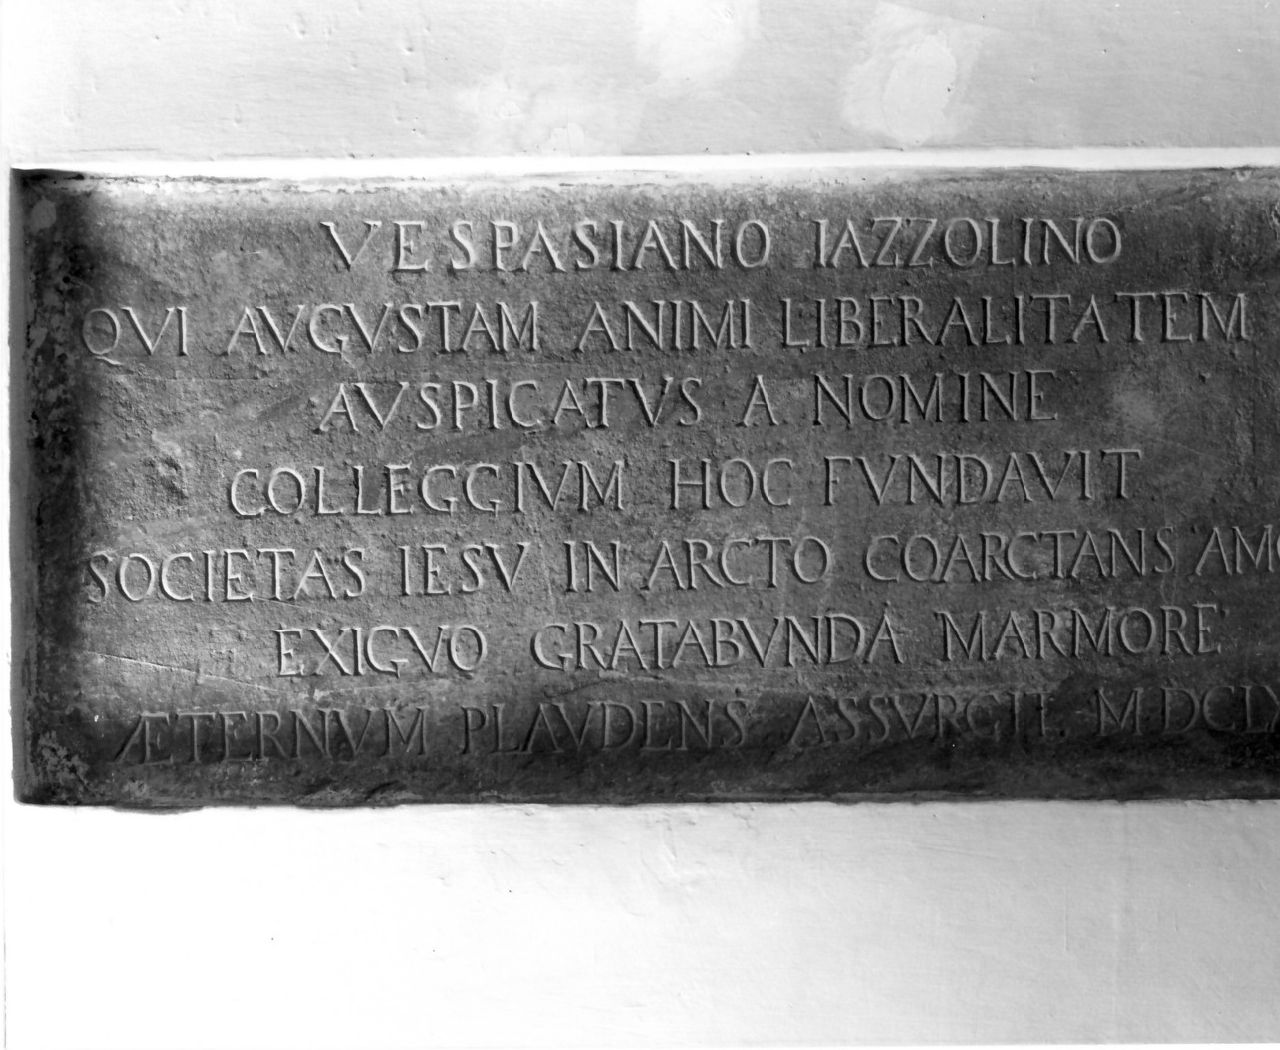 VESPASIANO IAZZOLINO
QVI AVGVSTAM ANIMI LIBERALITATEM
AVSPICATVS A NOMINE
COLLEGGIVM HOC FVNDAVIT
SOCIETAS IESV IN ARCTO COARCTANS
EXIGVO GRATABVNDA MARMORE
ÆTERNVM PLAVDENS ASSVRGIT.